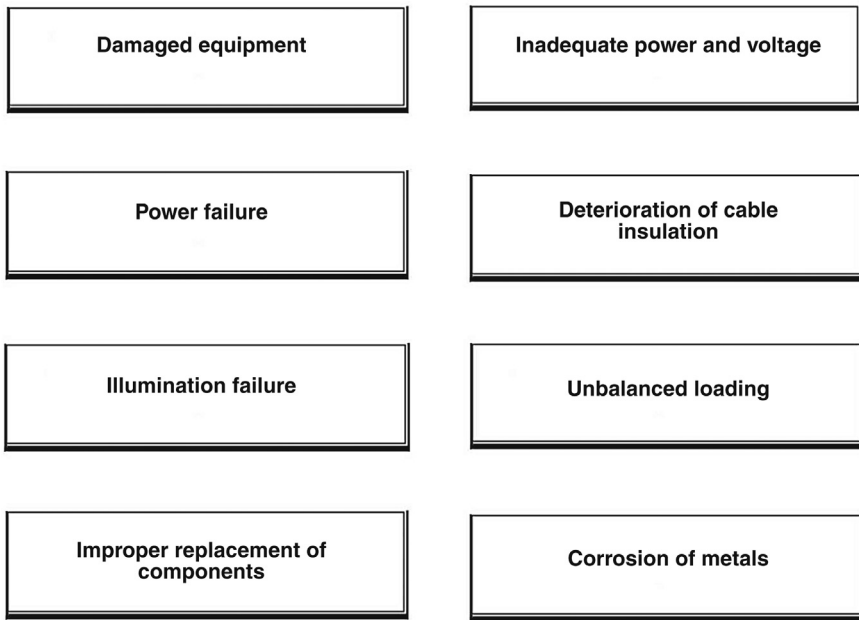 Damaged equipment
Inadequate power and voltage
Power failure
Deterioration of cable
insulation
Illumination failure
Unbalanced loading
Improper replacement of
components
Corrosion of metals